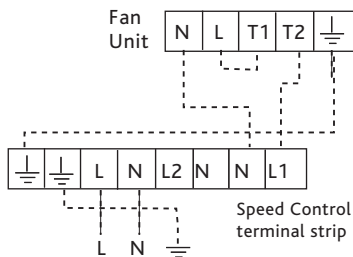 Fan
Unit
N L T1 T2
L N L2 N N L1
Speed Control
terminal strip
L N